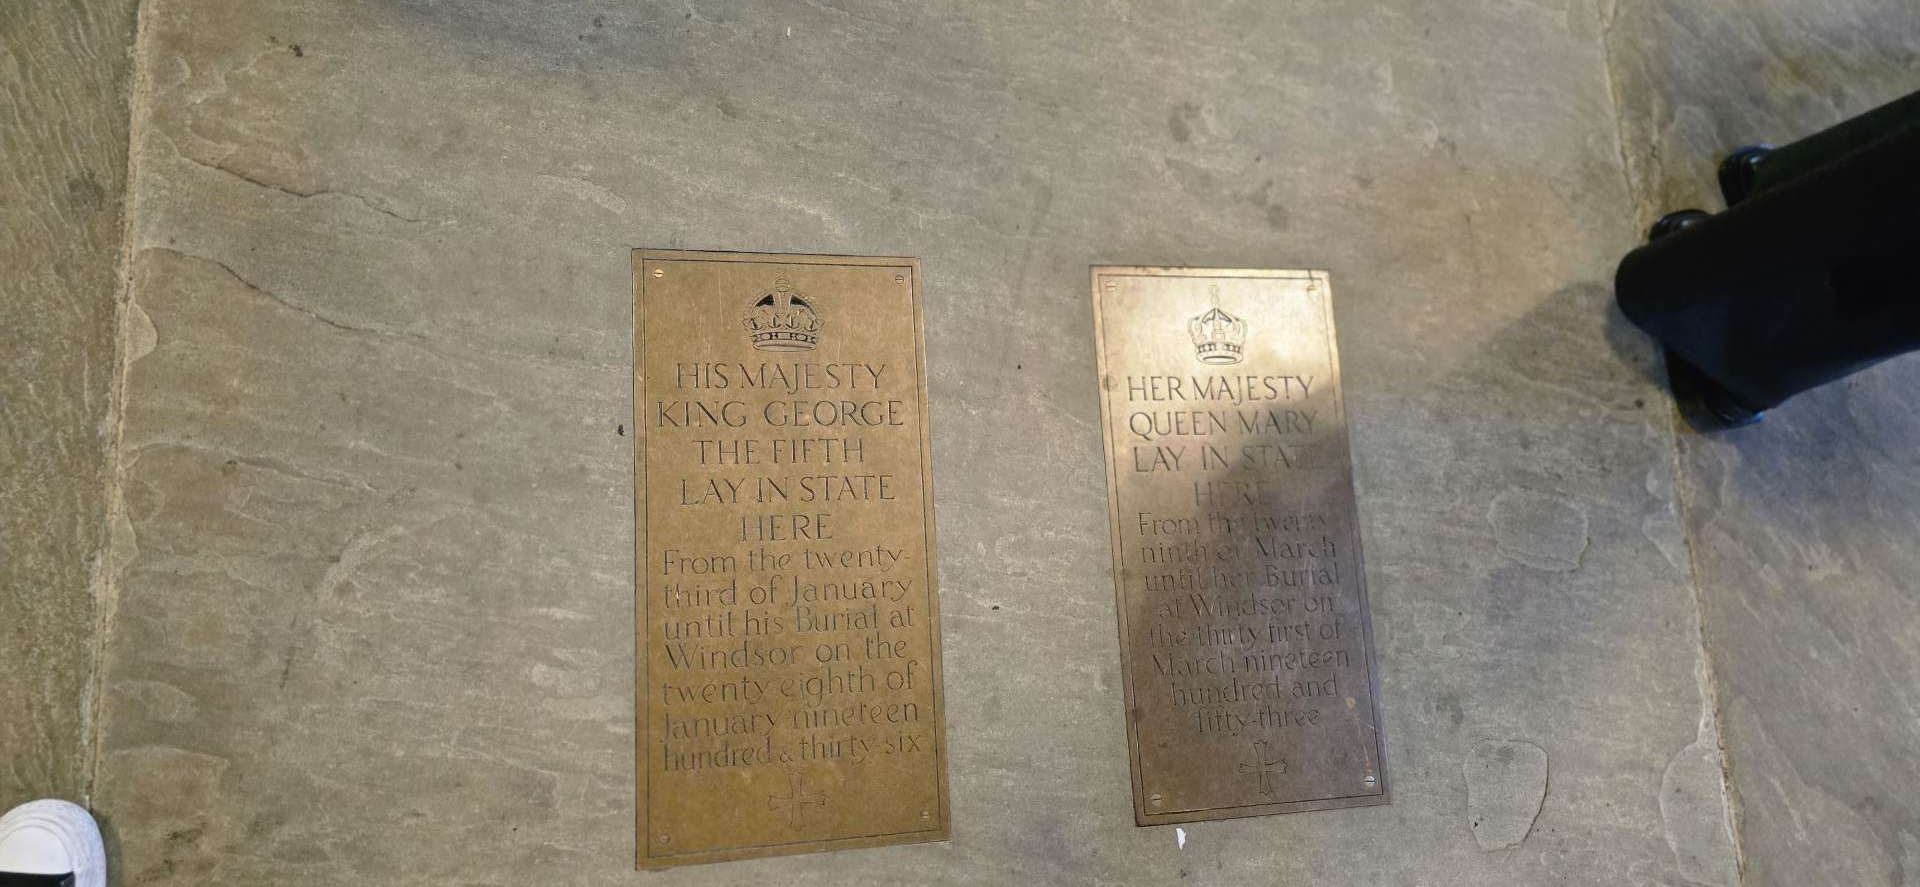 HIS MAJESTY
KING GEORGE
THE FIFTH
LAY IN STATE
HERE
From the twenty-
third of January
until his Burial at
Windsor on the
twenty eighth of
January nineteen
hundred & thirty-six
HER MAJESTY
QUEEN MARY
LAY IN STATE
HERE
From the twenty
ninth of March
until her Burial
at Windsor on
the thirty first of
March nineteen
hundred and
fifty-three